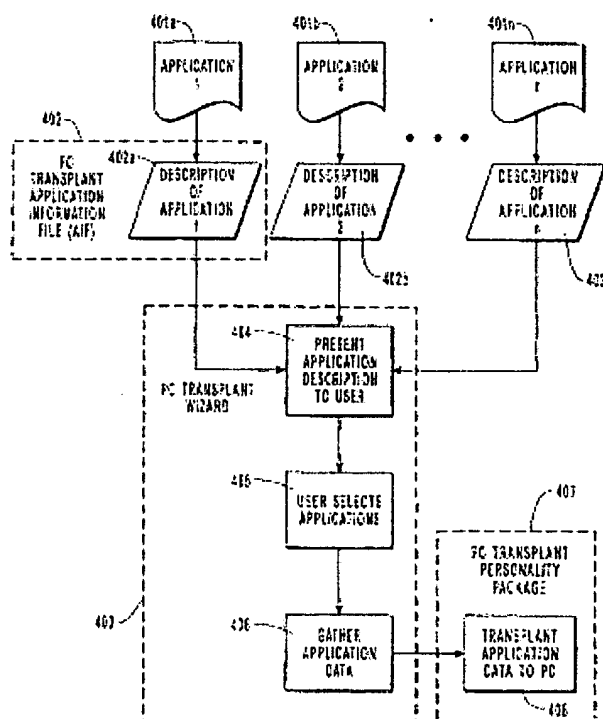 401a
401b
401n
APPLICATION
1
APPLICATION
2
APPLICATION
n
402
402a
PC
TRANSPLANT
APPLICATION
INFORMATION
FILE (AIF)
DESCRIPTION
OF
APPLICATION
1
DESCRIPTION
OF
APPLICATION
2
DESCRIPTION
OF
APPLICATION
n
402b
402
404
PRESENT
APPLICATION
DESCRIPTION
TO USER
PC TRANSPLANT
WIZARD
405
USER SELECTS
APPLICATIONS
407
PC TRANSPLANT
PERSONALITY
PACKAGE
403
406
GATHER
APPLICATION
DATA
TRANSPLANT
APPLICATION
DATA TO PC
408